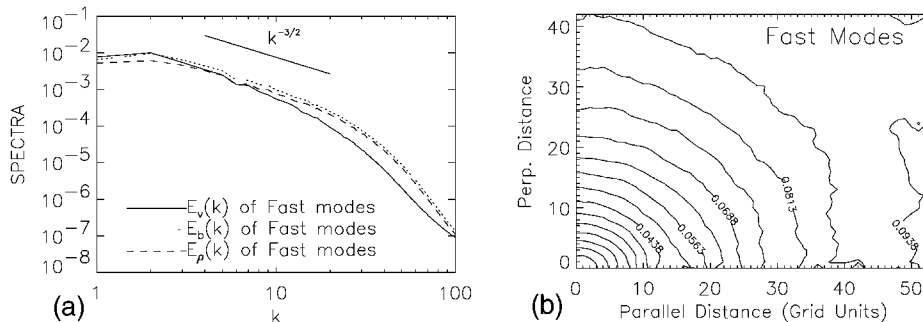 10^-1
10^-2
10^-3
10^-4
10^-5
10^-6
10^-7
10^-8
SPECTRA
k^-3/2
E_v(k) of Fast modes
E_b(k) of Fast modes
E_ρ(k) of Fast modes
1
10
100
k
(a)
40
30
20
10
0
Perp. Distance
Fast Modes
0.0438
0.0563
0.0688
0.0813
0.0938
0
10
20
30
40
50
Parallel Distance (Grid Units)
(b)